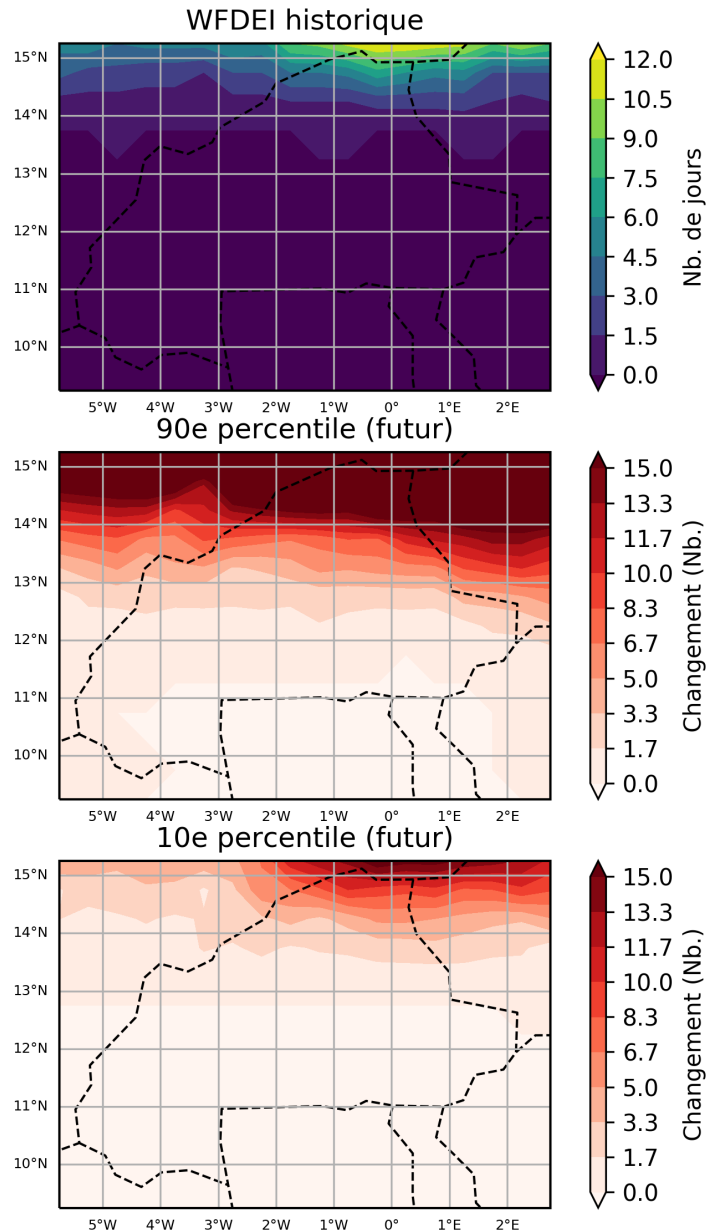 WFDEI historique
15°N
14°N
13°N
12°N
11°N
10°N
5°W 4°W 3°W 2°W 1°W 0° 1°E 2°E
12.0
10.5
9.0
7.5
6.0
4.5
3.0
1.5
0.0
Nb. de jours
90e percentile (futur)
15°N
14°N
13°N
12°N
11°N
10°N
5°W 4°W 3°W 2°W 1°W 0° 1°E 2°E
15.0
13.3
11.7
10.0
8.3
6.7
5.0
3.3
1.7
0.0
Changement (Nb.)
10e percentile (futur)
15°N
14°N
13°N
12°N
11°N
10°N
5°W 4°W 3°W 2°W 1°W 0° 1°E 2°E
15.0
13.3
11.7
10.0
8.3
6.7
5.0
3.3
1.7
0.0
Changement (Nb.)